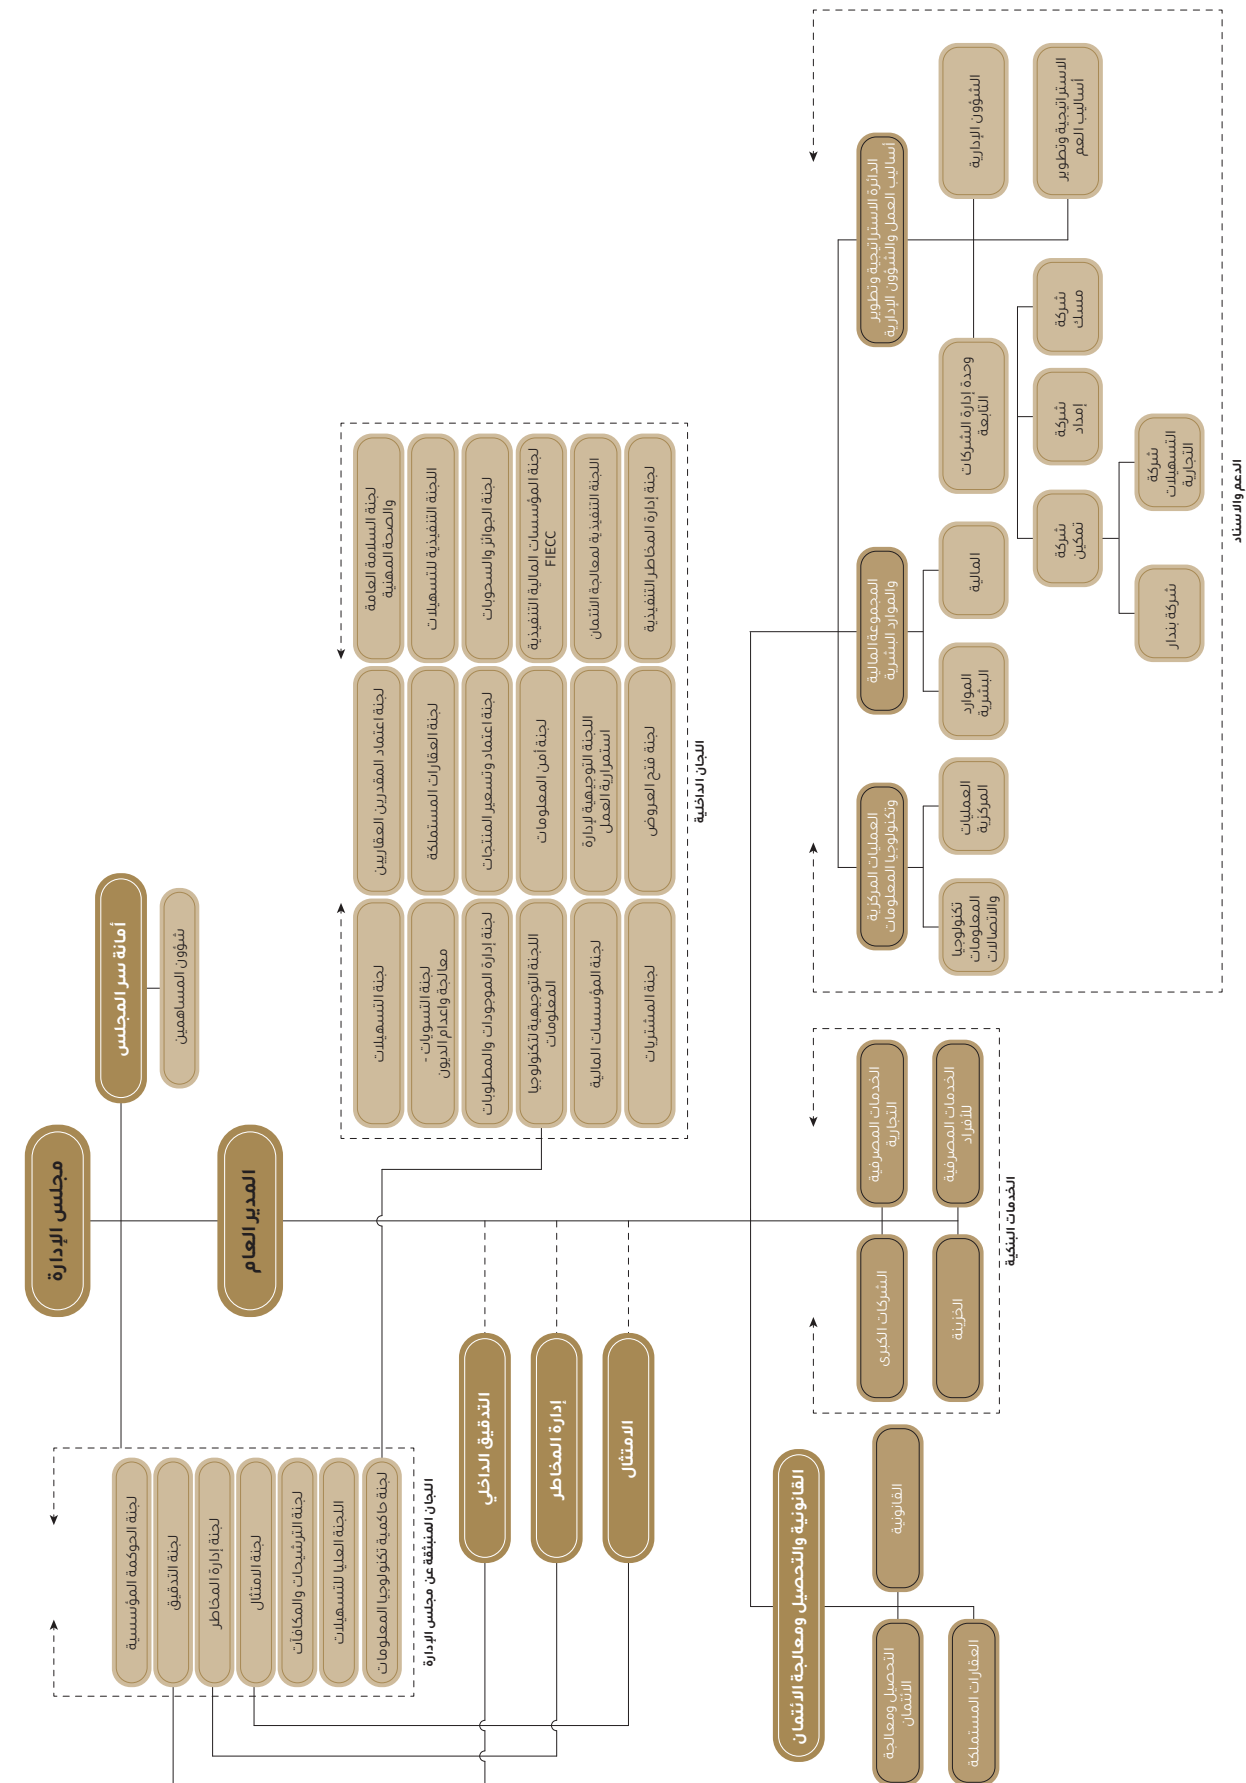 مجلس الإدارة
أمانة سر المجلس
شؤون المساهمين
المدير العام
لجنة الحوكمة المؤسسية
لجنة التدقيق
لجنة إدارة المخاطر
لجنة الامتثال
لجنة الترشيحات والمكافآت
اللجنة العليا للتسهيلات
لجنة حاكمية تكنولوجيا المعلومات
اللجان المنبثقة عن مجلس الإدارة
لجنة السلامة العامة
والصحة المهنية
لجنة اعتماد المقدرين العقاريين
لجنة التسهيلات
اللجنة التنفيذية للتسهيلات
لجنة العقارات المستملكة
لجنة التسويات -
معالجة واعدام الديون
لجنة الجوائز والسحوبات
لجنة اعتماد وتسعير المنتجات
لجنة إدارة الموجودات والمطلوبات
لجنة المؤسسات المالية التنفيذية
FIECC
لجنة أمن المعلومات
اللجنة التوجيهية لتكنولوجيا
المعلومات
اللجنة التنفيذية لمعالجة الائتمان
اللجنة التوجيهية لإدارة
استمرارية العمل
لجنة المؤسسات المالية
لجنة إدارة المخاطر التنفيذية
لجنة فتح العروض
لجنة المشتريات
اللجان الداخلية
التدقيق الداخلي
إدارة المخاطر
الامتثال
القانونية والتحصيل ومعالجة الائتمان
القانونية
التحصيل ومعالجة
الائتمان
العقارات المستملكة
الخدمات المصرفية
التجارية
الشركات الكبرى
الخدمات المصرفية
للأفراد
الخزينة
الخدمات البنكية
الدائرة الاستراتيجية وتطوير
أساليب العمل والشؤون الإدارية
المجموعة المالية
والموارد البشرية
العمليات المركزية
وتكنولوجيا المعلومات
الشؤون الإدارية
وحدة إدارة الشركات
التابعة
المالية
الموارد
البشرية
العمليات
المركزية
تكنولوجيا
المعلومات
والاتصالات
الاستراتيجية وتطوير
أساليب العم
شركة
مسك
شركة
إمداد
شركة
تمكين
شركة
التسهيلات
التجارية
شركة بندار
الدعم والاسناد